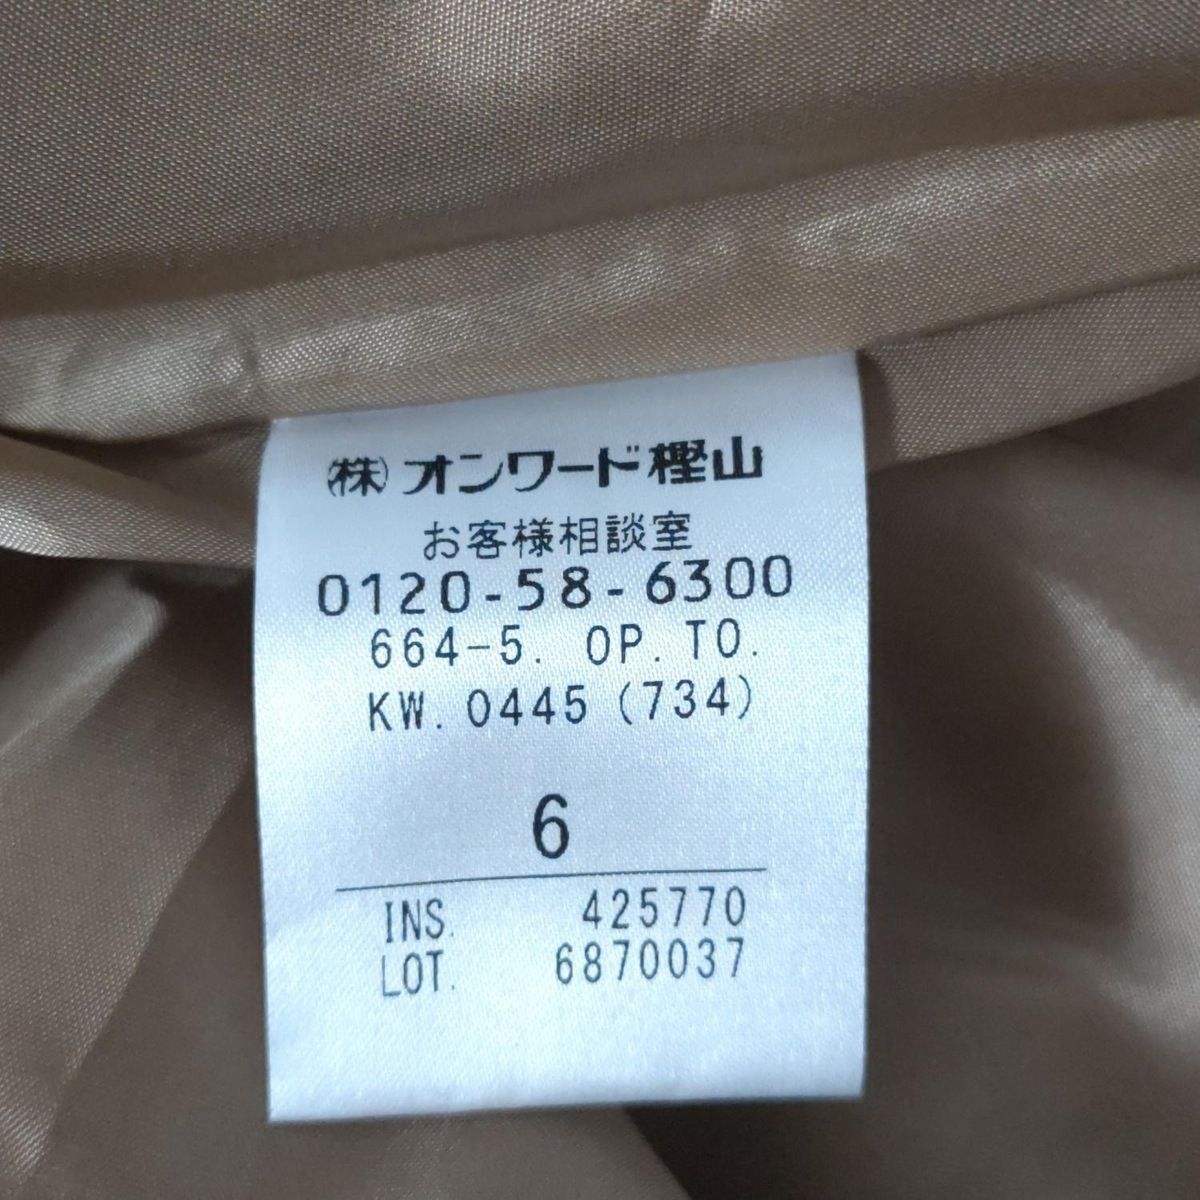 (株)オンワード樫山
お客様相談室
0120-58-6300
664-5. OP. TO.
KW. 0445 (734)
6
INS. 425770
LOT. 6870037